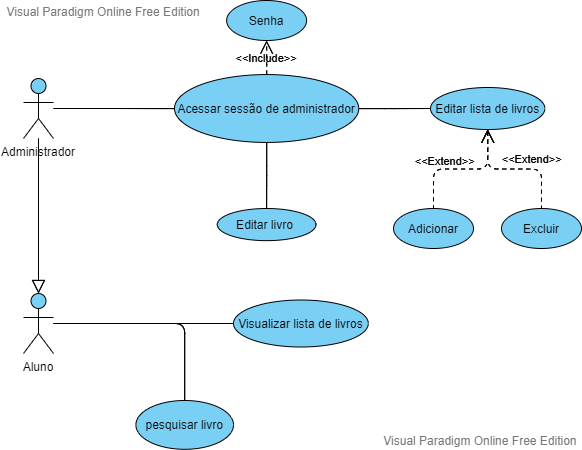 Visual Paradigm Online Free Edition
Senha
<<Include>>
Acessar sessão de administrador
Editar lista de livros
Administrador
<<Extend>>
<<Extend>>
Editar livro
Adicionar
Excluir
Visualizar lista de livros
Aluno
pesquisar livro
Visual Paradigm Online Free Edition